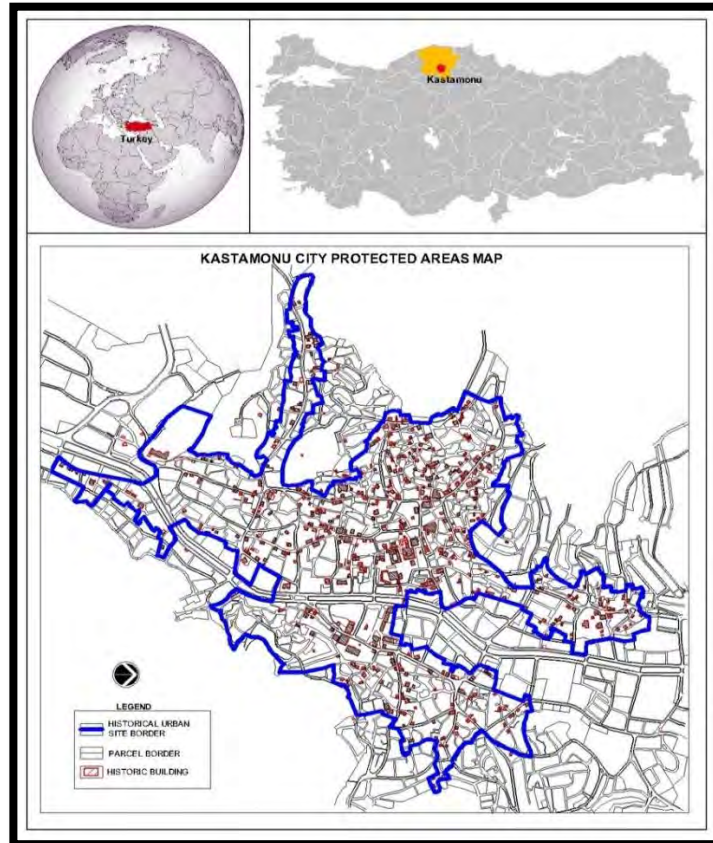 Turkey
Kastamonu
KASTAMONU CITY PROTECTED AREAS MAP
LEGEND
HISTORICAL URBAN
SITE BORDER
PARCEL BORDER
HISTORIC BUILDING